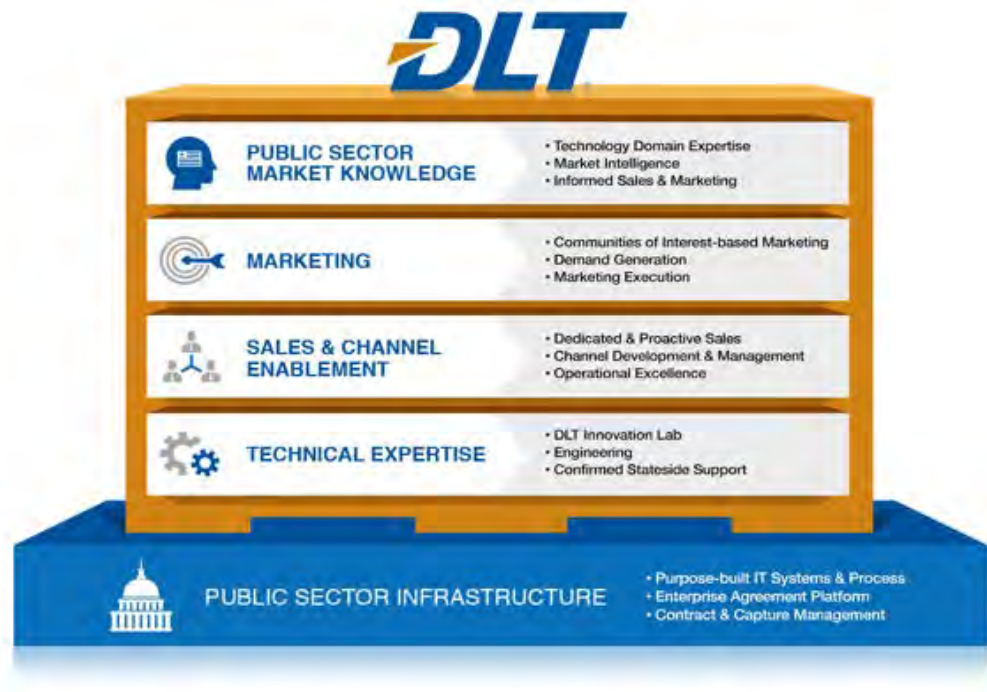 DLT
PUBLIC SECTOR
MARKET KNOWLEDGE
• Technology Domain Expertise
• Market Intelligence
• Informed Sales & Marketing
MARKETING
• Communities of Interest-based Marketing
• Demand Generation
• Marketing Execution
SALES & CHANNEL
ENABLEMENT
• Dedicated & Proactive Sales
• Channel Development & Management
• Operational Excellence
TECHNICAL EXPERTISE
• DLT Innovation Lab
• Engineering
• Confirmed Stateside Support
PUBLIC SECTOR INFRASTRUCTURE
• Purpose-built IT Systems & Process
• Enterprise Agreement Platform
• Contract & Capture Management